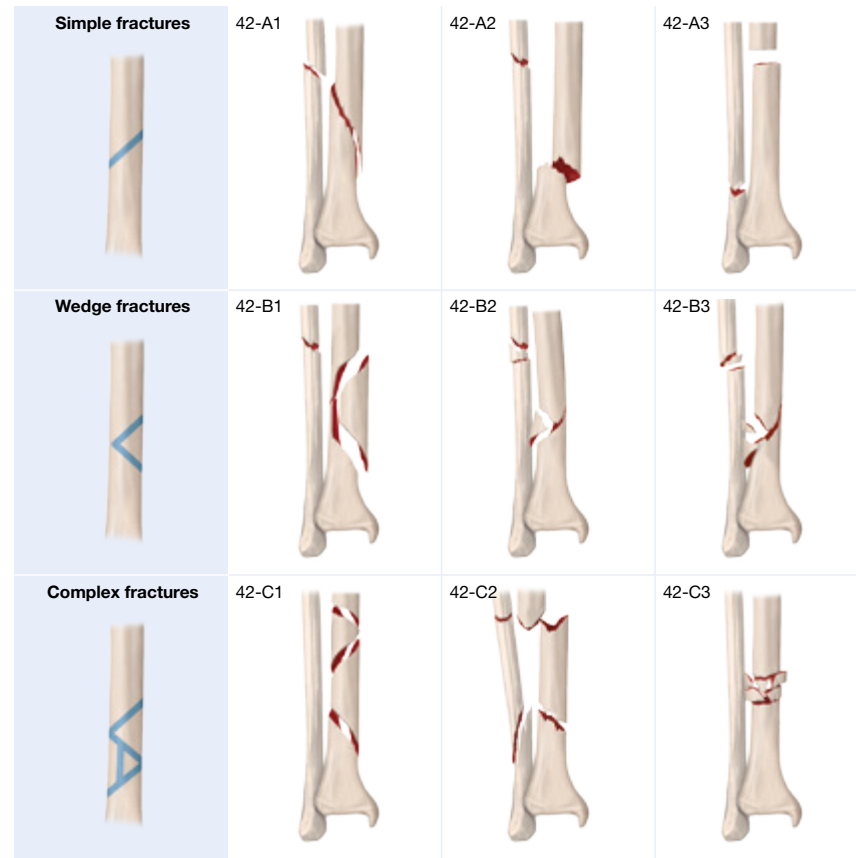 Simple fractures
42-A1
42-A2
42-A3
Wedge fractures
42-B1
42-B2
42-B3
Complex fractures
42-C1
42-C2
42-C3